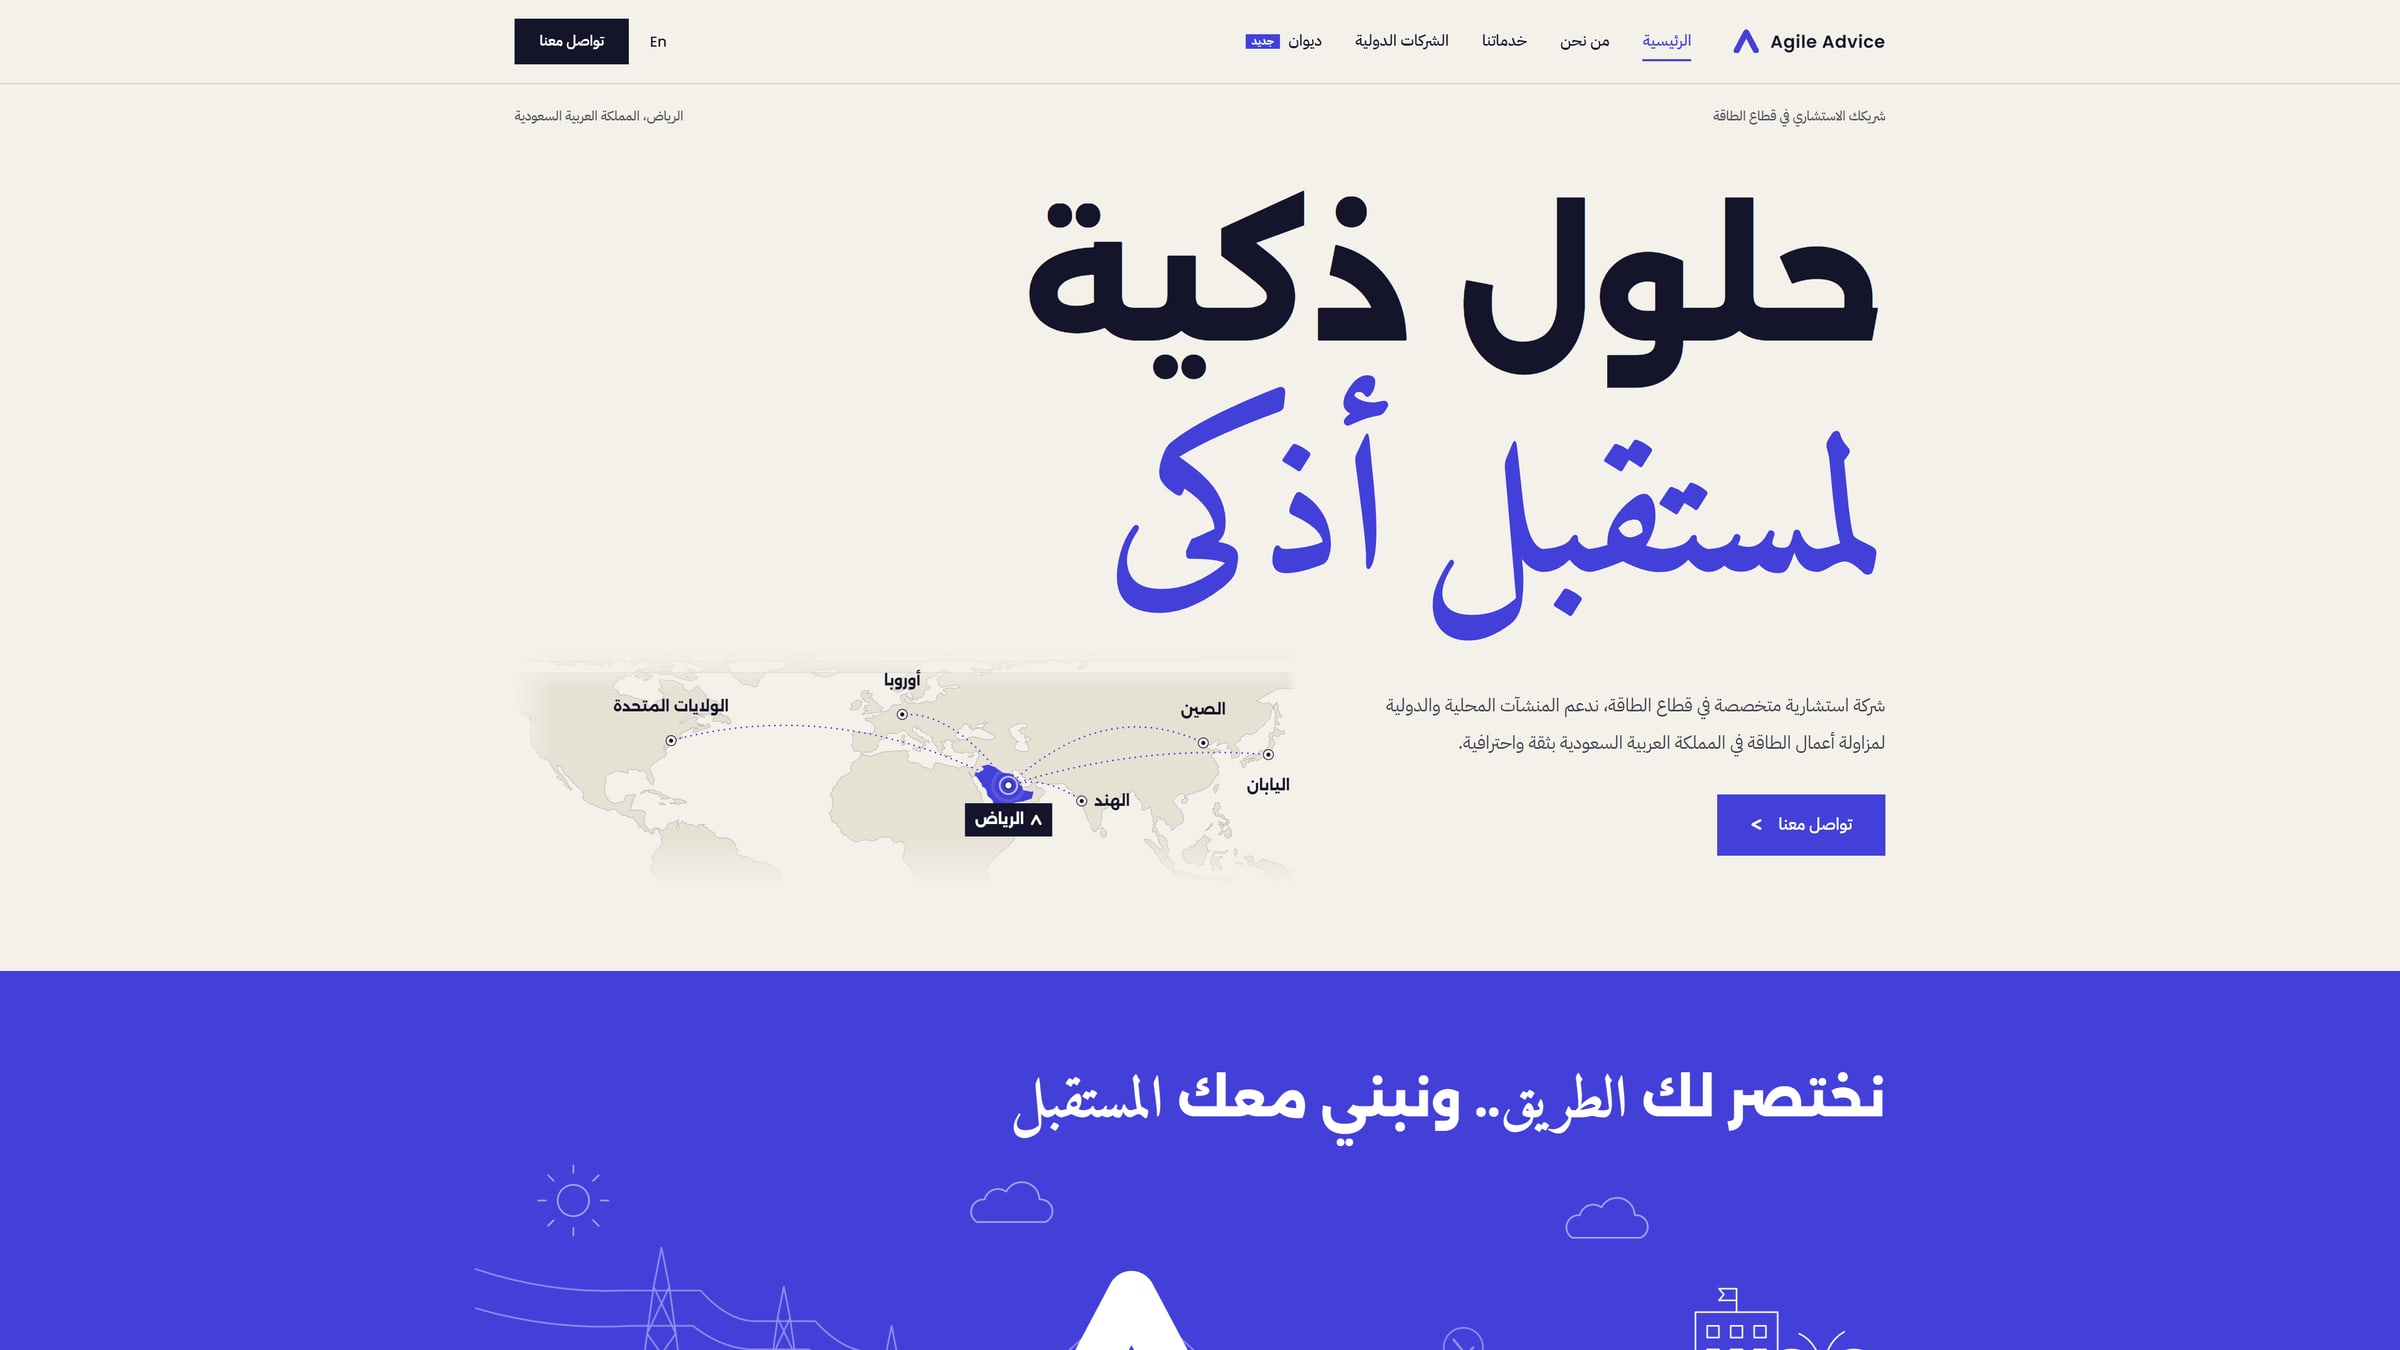 Agile Advice
الرئيسية
من نحن
خدماتنا
الشركات الدولية
ديوان جديد
En
تواصل معنا
شريكك الاستشاري في قطاع الطاقة
الرياض، المملكة العربية السعودية
حلول ذكية
لمستقبل أذكى
شركة استشارية متخصصة في قطاع الطاقة، ندعم المنشآت المحلية والدولية
لمزاولة أعمال الطاقة في المملكة العربية السعودية بثقة واحترافية.
تواصل معنا
أوروبا
الولايات المتحدة
الصين
اليابان
الهند
الرياض
نختصر لك الطريق.. ونبني معك المستقبل